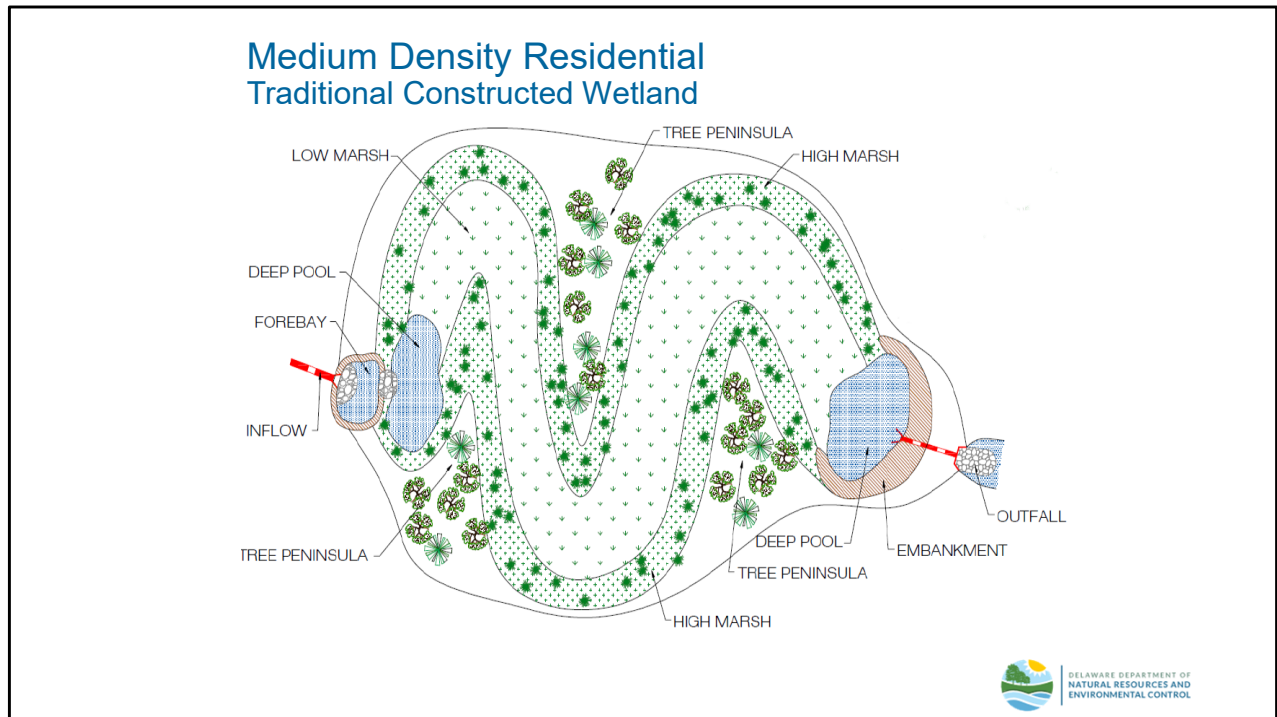 Medium Density Residential
Traditional Constructed Wetland
TREE PENINSULA
LOW MARSH
HIGH MARSH
DEEP POOL
FOREBAY
INFLOW
OUTFALL
DEEP POOL
EMBANKMENT
TREE PENINSULA
TREE PENINSULA
HIGH MARSH
DELAWARE DEPARTMENT OF
NATURAL RESOURCES AND
ENVIRONMENTAL CONTROL